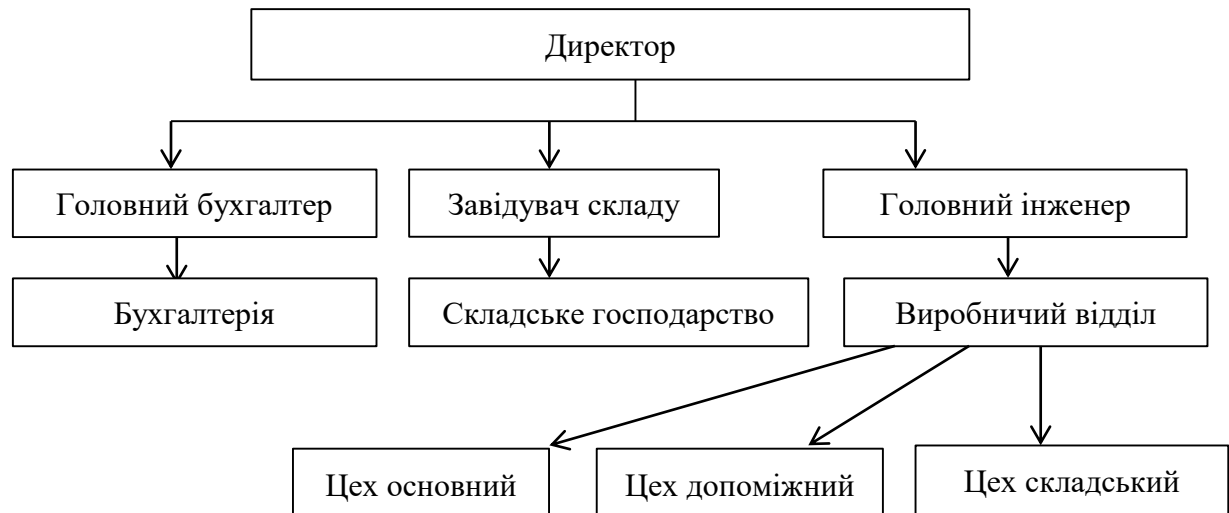 Директор
Головний бухгалтер
Завідувач складу
Головний інженер
Бухгалтерія
Складське господарство
Виробничий відділ
Цех основний
Цех допоміжний
Цех складський